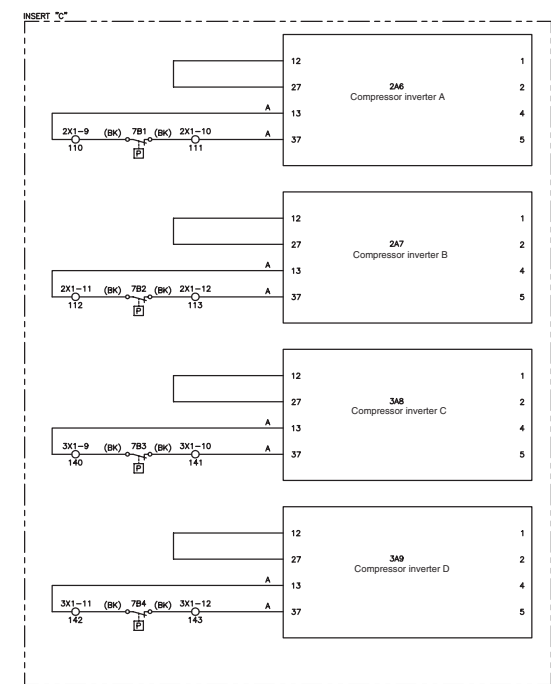 INSERT "C"
12 1
27 2A6 2
Compressor inverter A
A 13 4
2X1-9 (BK) 7B1 (BK) 2X1-10 A 37 5
110 P 111
12 1
27 2A7 2
Compressor inverter B
A 13 4
2X1-11 (BK) 7B2 (BK) 2X1-12 A 37 5
112 P 113
12 1
27 3A8 2
Compressor inverter C
A 13 4
3X1-9 (BK) 7B3 (BK) 3X1-10 A 37 5
140 P 141
12 1
27 3A9 2
Compressor inverter D
A 13 4
3X1-11 (BK) 7B4 (BK) 3X1-12 A 37 5
142 P 143